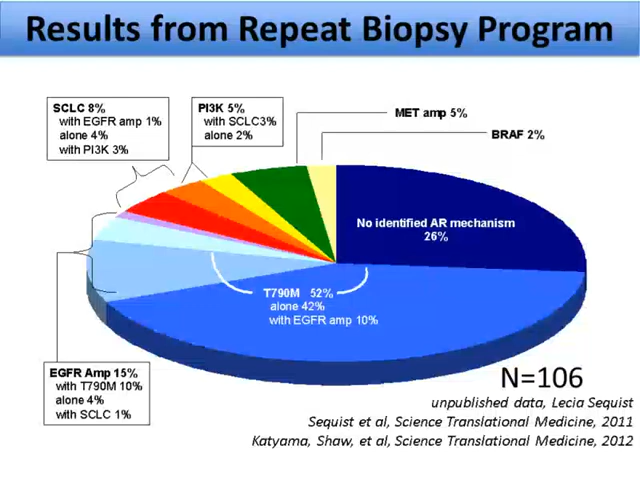 Results from Repeat Biopsy Program
SCLC 8%
with EGFR amp 1%
alone 4%
with PI3K 3%
PI3K 5%
with SCLC3%
alone 2%
MET amp 5%
BRAF 2%
No identified AR mechanism
26%
T790M 52%
alone 42%
with EGFR amp 10%
EGFR Amp 15%
with T790M 10%
alone 4%
with SCLC 1%
N=106
unpublished data, Lecia Sequist
Sequist et al, Science Translational Medicine, 2011
Katyama, Shaw, et al, Science Translational Medicine, 2012